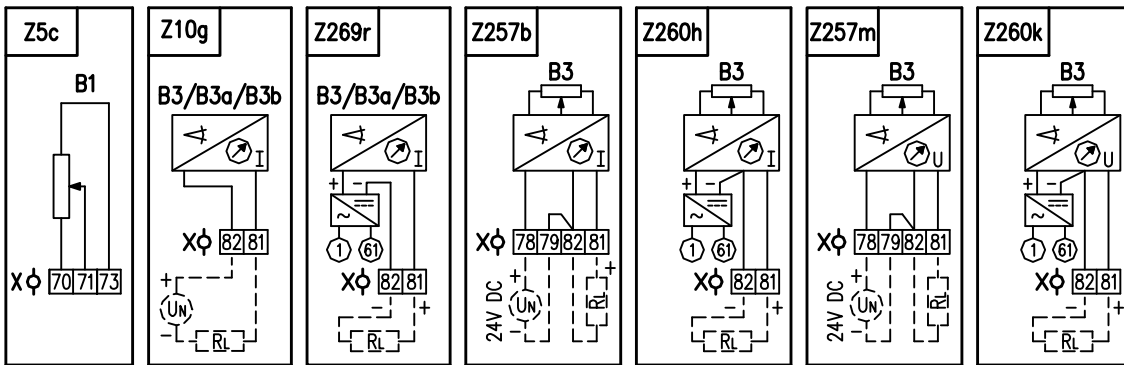 Z5c
B1
X 70 71 73
Z10g
B3/B3a/B3b
I
X 82 81
+
UN
−
RL
Z269r
B3/B3a/B3b
I
+ −
~
1 61
X 82 81
− +
RL
Z257b
B3
I
X 78 79 82 81
+ +
24V DC
UN
RL
−
Z260h
B3
I
+ −
~
1 61
X 82 81
− +
RL
Z257m
B3
U
X 78 79 82 81
+
24V DC
UN
RL
−
Z260k
B3
U
+ −
~
1 61
X 82 81
− +
RL